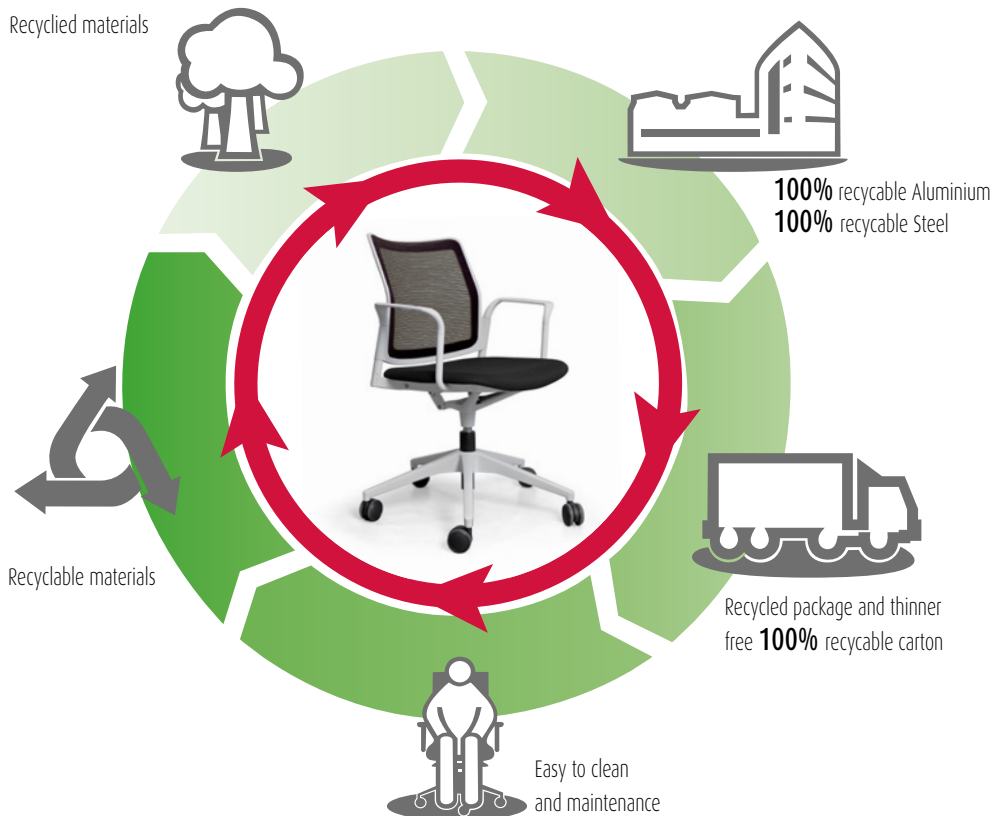 Recyclied materials
100% recycable Aluminium
100% recycable Steel
Recycled package and thinner
free 100% recycable carton
Easy to clean
and maintenance
Recyclable materials